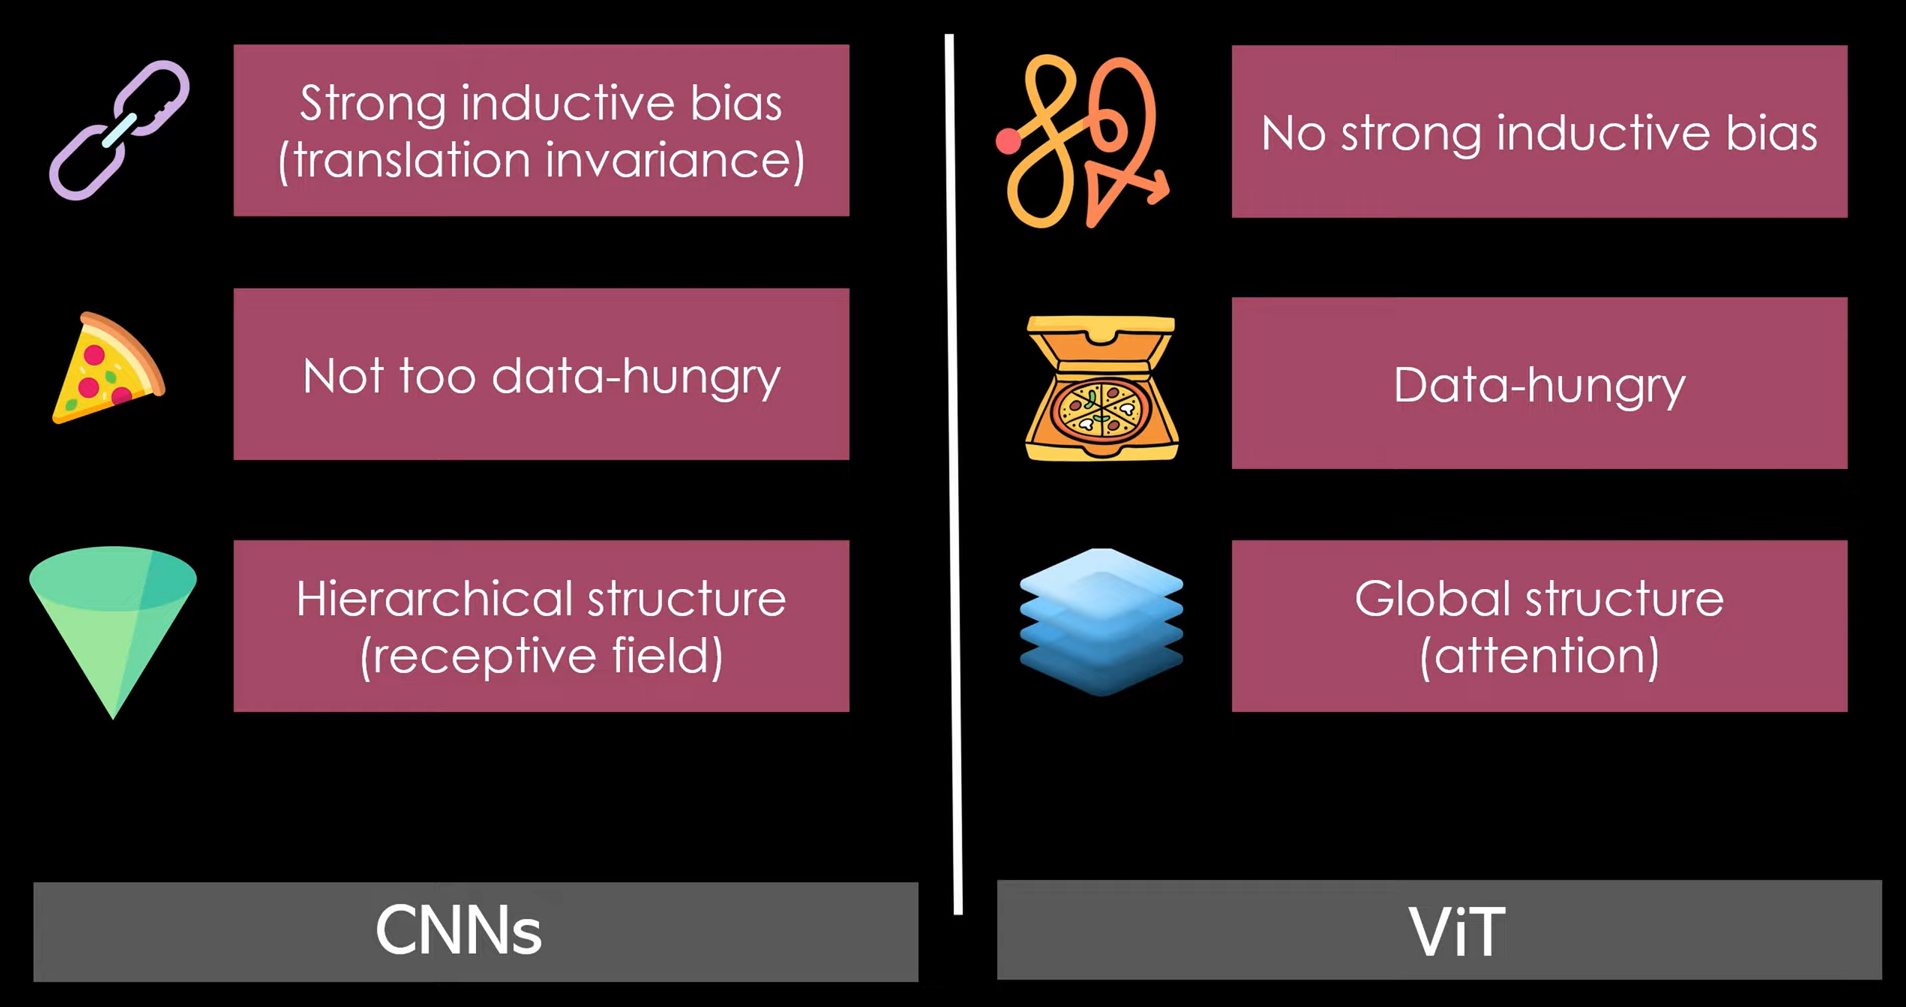 Strong inductive bias
(translation invariance)
Not too data-hungry
Hierarchical structure
(receptive field)
CNNs
No strong inductive bias
Data-hungry
Global structure
(attention)
ViT